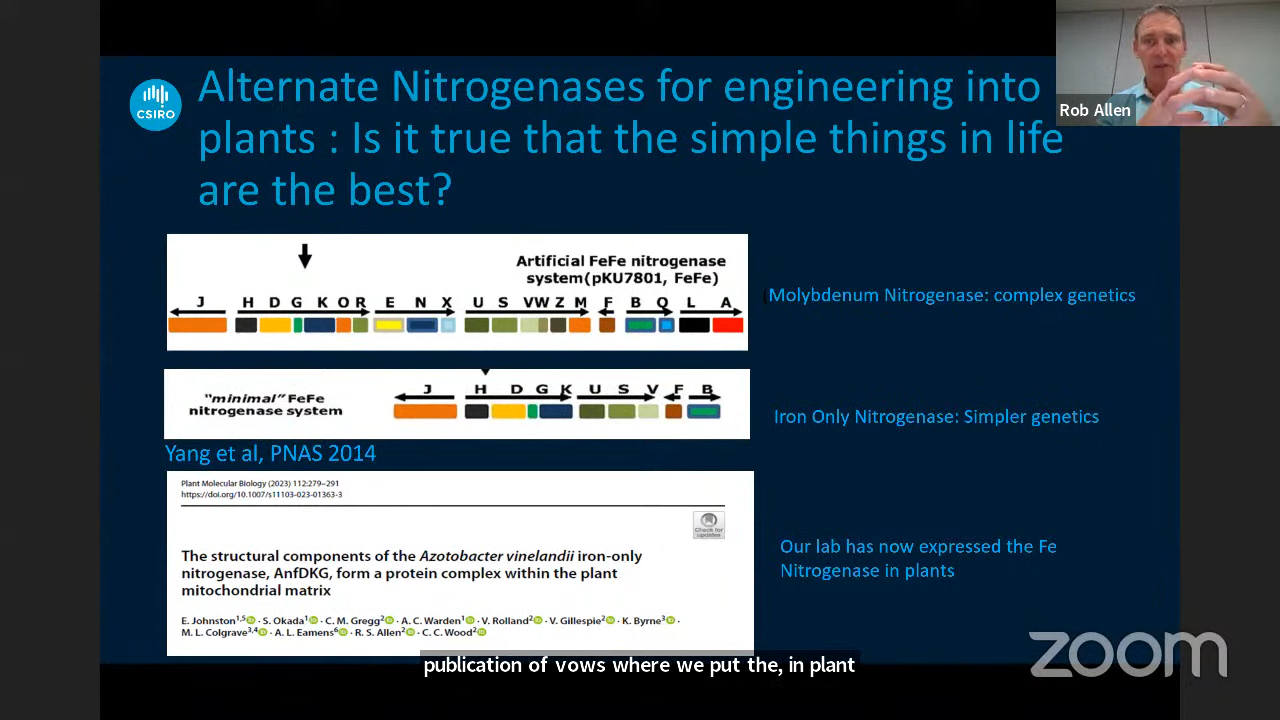 Alternate Nitrogenases for engineering into
plants : Is it true that the simple things in life
are the best?
CSIRO
Rob Allen
Artificial FeFe nitrogenase
system(pKU7801, FeFe)
J H D G K O R E N X U S V W Z M F B Q L A
Molybdenum Nitrogenase: complex genetics
"minimal" FeFe
nitrogenase system
J H D G K U S V F B
Iron Only Nitrogenase: Simpler genetics
Yang et al, PNAS 2014
Plant Molecular Biology (2023) 112:279–291
https://doi.org/10.1007/s11103-023-01363-3
Check for
updates
The structural components of the Azotobacter vinelandii iron-only
nitrogenase, AnfDKG, form a protein complex within the plant
mitochondrial matrix
E. Johnston1,5 · S. Okada1 · C. M. Gregg2 · A. C. Warden1 · V. Rolland2 · V. Gillespie2 · K. Byrne3 ·
M. L. Colgrave3,4 · A. L. Eamens6 · R. S. Allen2 · C. C. Wood2
Our lab has now expressed the Fe
Nitrogenase in plants
publication of vows where we put the, in plant
zoom